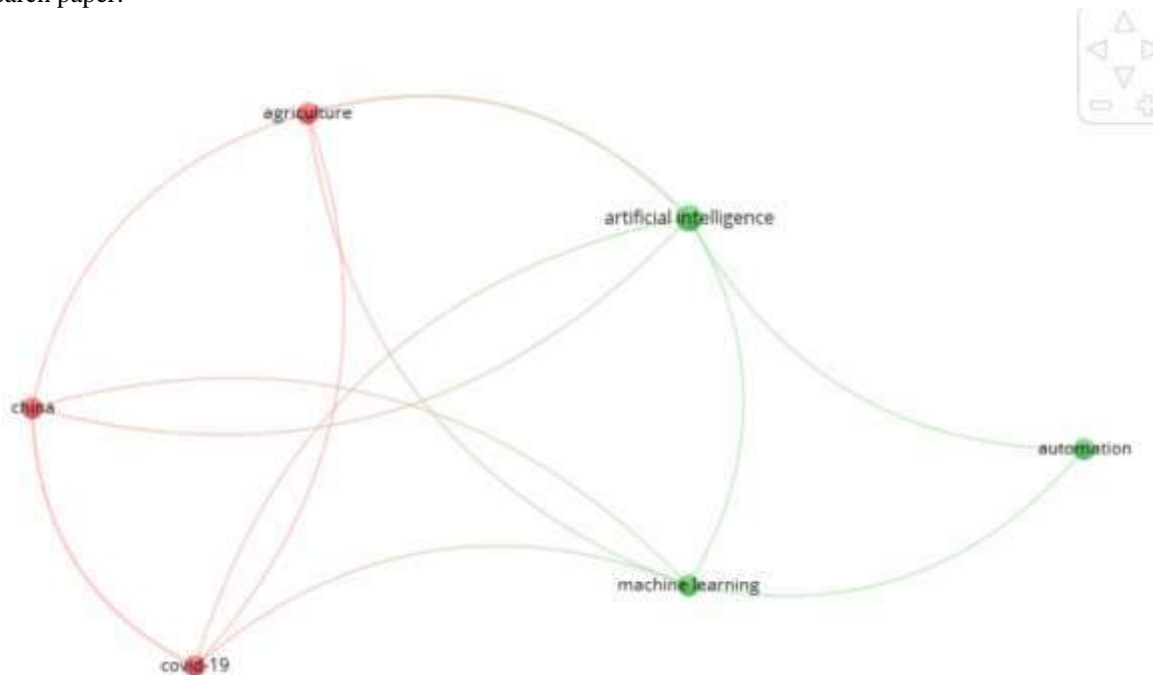 agriculture
artificial intelligence
china
automation
machine learning
covid-19